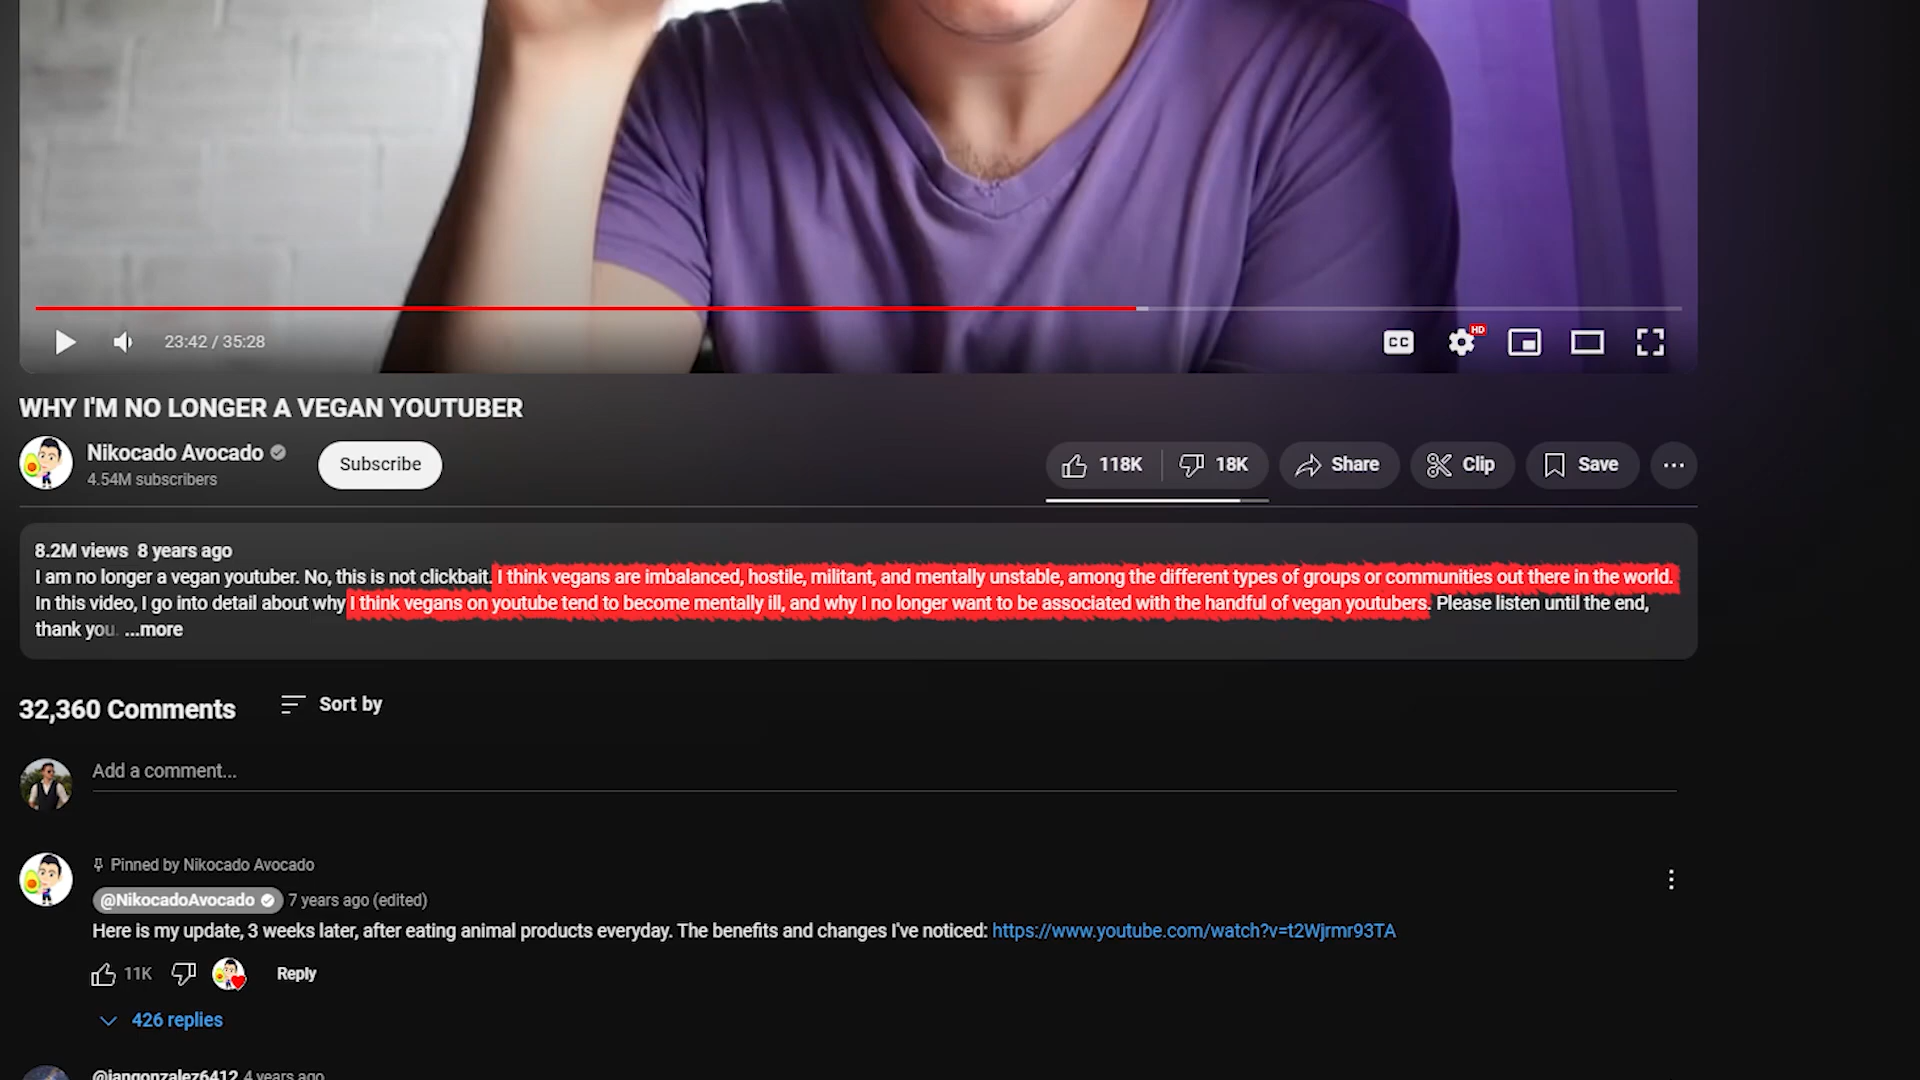 CC
HD
23:42 / 35:28
WHY I'M NO LONGER A VEGAN YOUTUBER
Nikocado Avocado
4.54M subscribers
Subscribe
118K
18K
Share
Clip
Save
8.2M views 8 years ago
I am no longer a vegan youtuber. No, this is not clickbait. I think vegans are imbalanced, hostile, militant, and mentally unstable, among the different types of groups or communities out there in the world.
In this video, I go into detail about why I think vegans on youtube tend to become mentally ill, and why I no longer want to be associated with the handful of vegan youtubers. Please listen until the end,
thank you. ...more
32,360 Comments
Sort by
Add a comment...
Pinned by Nikocado Avocado
@NikocadoAvocado 7 years ago (edited)
Here is my update, 3 weeks later, after eating animal products everyday. The benefits and changes I've noticed: https://www.youtube.com/watch?v=t2Wjrmr93TA
11K
Reply
426 replies
@jangonzalez6412 4 years ago